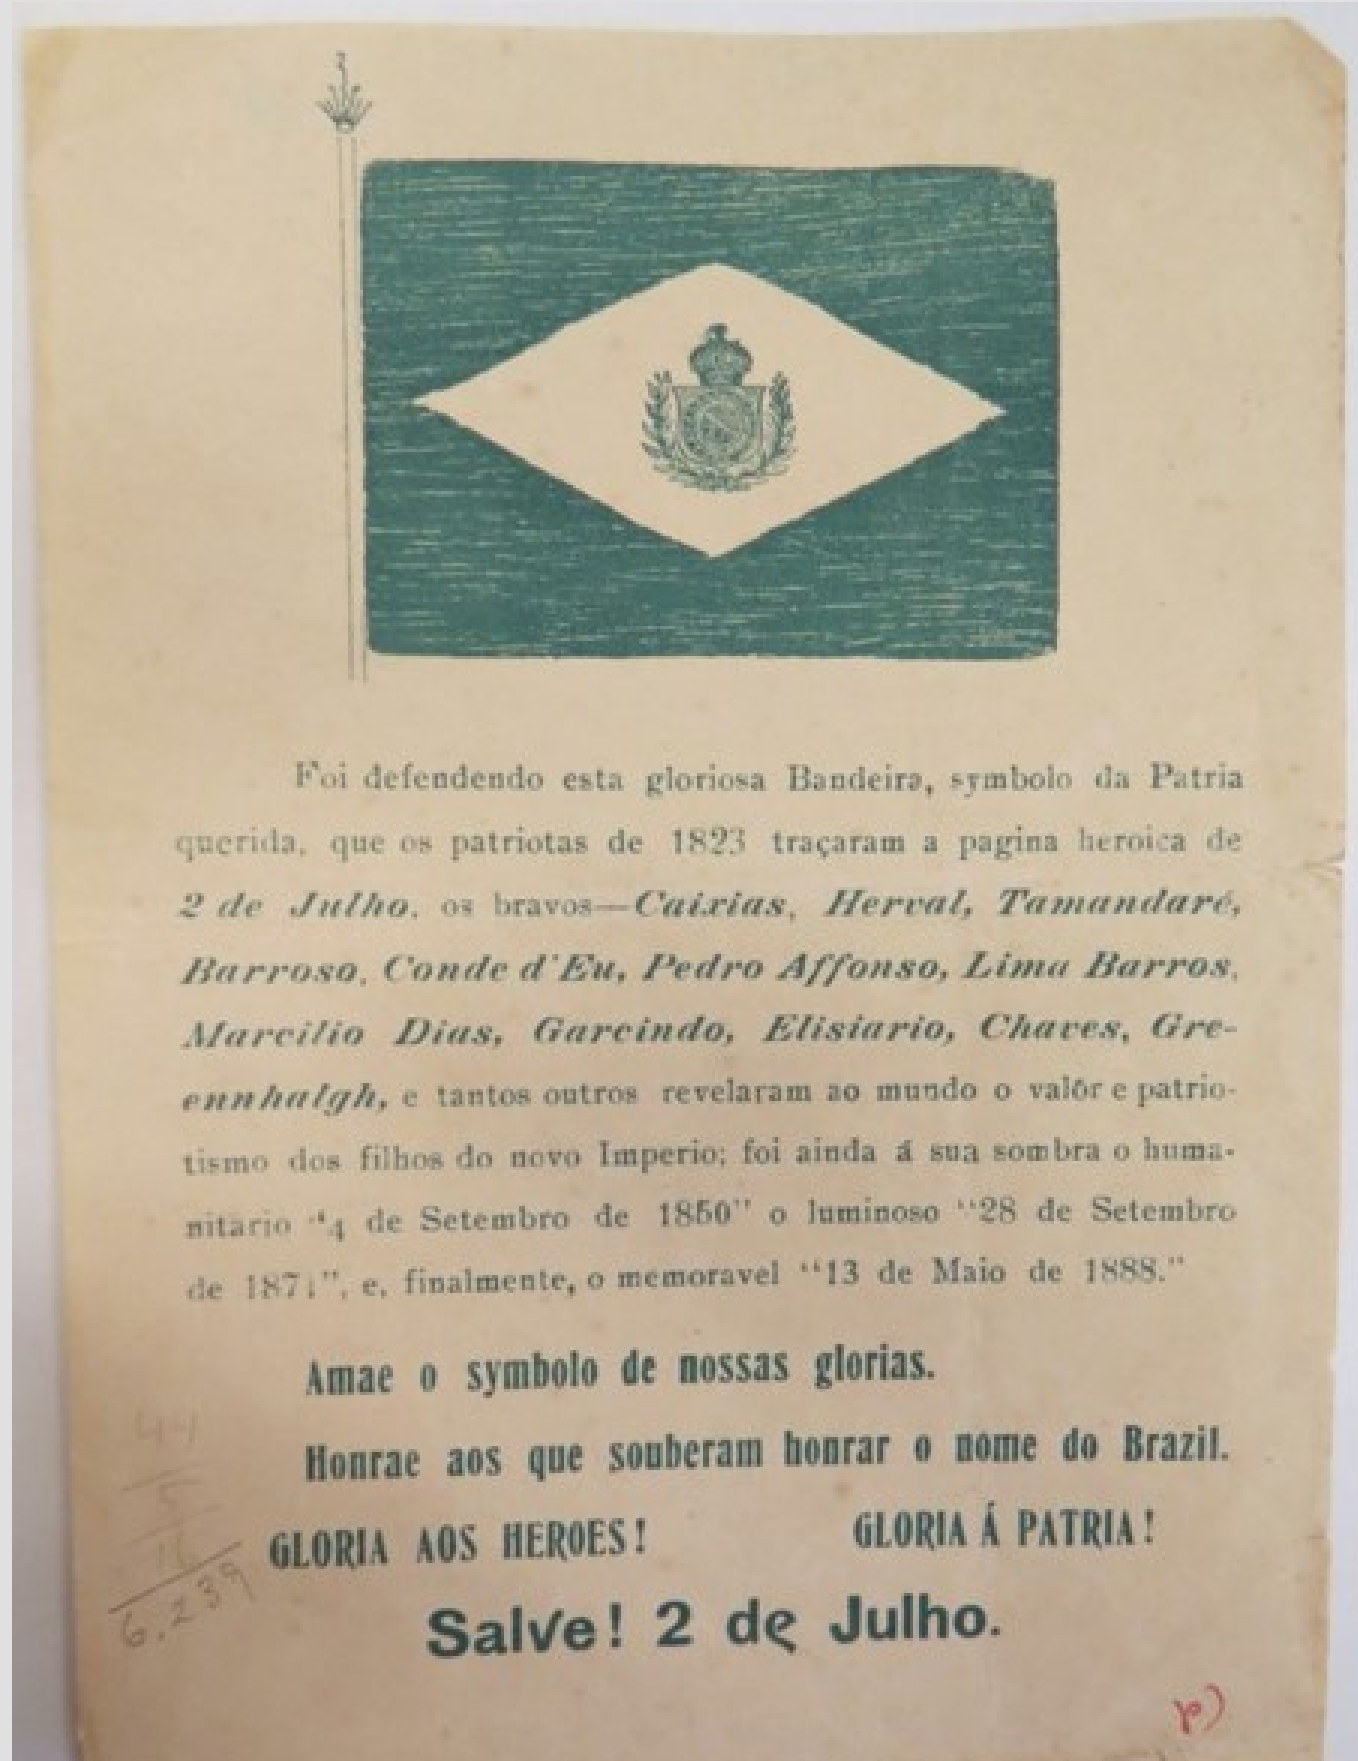 Foi defendendo esta gloriosa Bandeira, symbolo da Patria
querida, que os patriotas de 1823 traçaram a pagina heroica de
2 de Julho, os bravos—Caixias, Herval, Tamandaré,
Barroso, Conde d'Eu, Pedro Affonso, Lima Barros,
Marcilio Dias, Garcindo, Elisiario, Chaves, Gre-
ennhalgh, e tantos outros revelaram ao mundo o valôr e patrio-
tismo dos filhos do novo Imperio; foi ainda á sua sombra o huma-
nitario "4 de Setembro de 1850" o luminoso "28 de Setembro
de 1871", e, finalmente, o memoravel "13 de Maio de 1888."
Amae o symbolo de nossas glorias.
Honrae aos que souberam honrar o nome do Brazil.
GLORIA AOS HEROES! GLORIA Á PATRIA!
Salve! 2 de Julho.
44
5
16
6.239